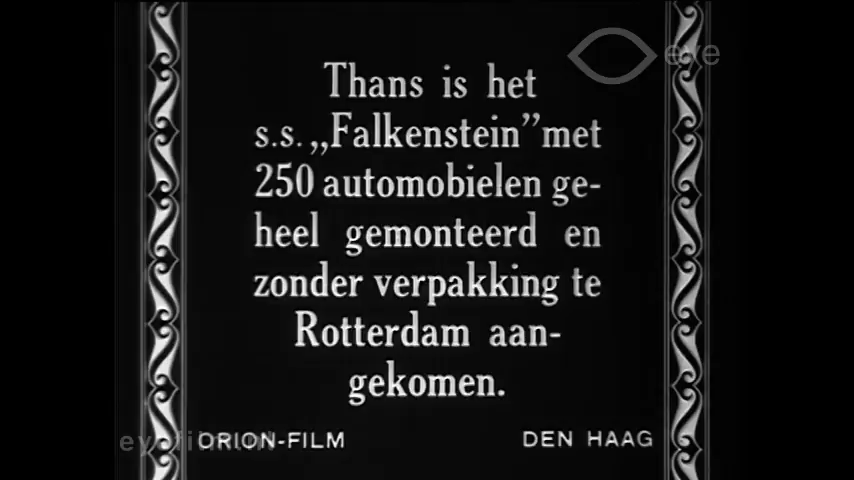 eye
Thans is het
s.s. „Falkenstein” met
250 automobielen ge-
heel gemonteerd en
zonder verpakking te
Rotterdam aan-
gekomen.
ORION-FILM
DEN HAAG